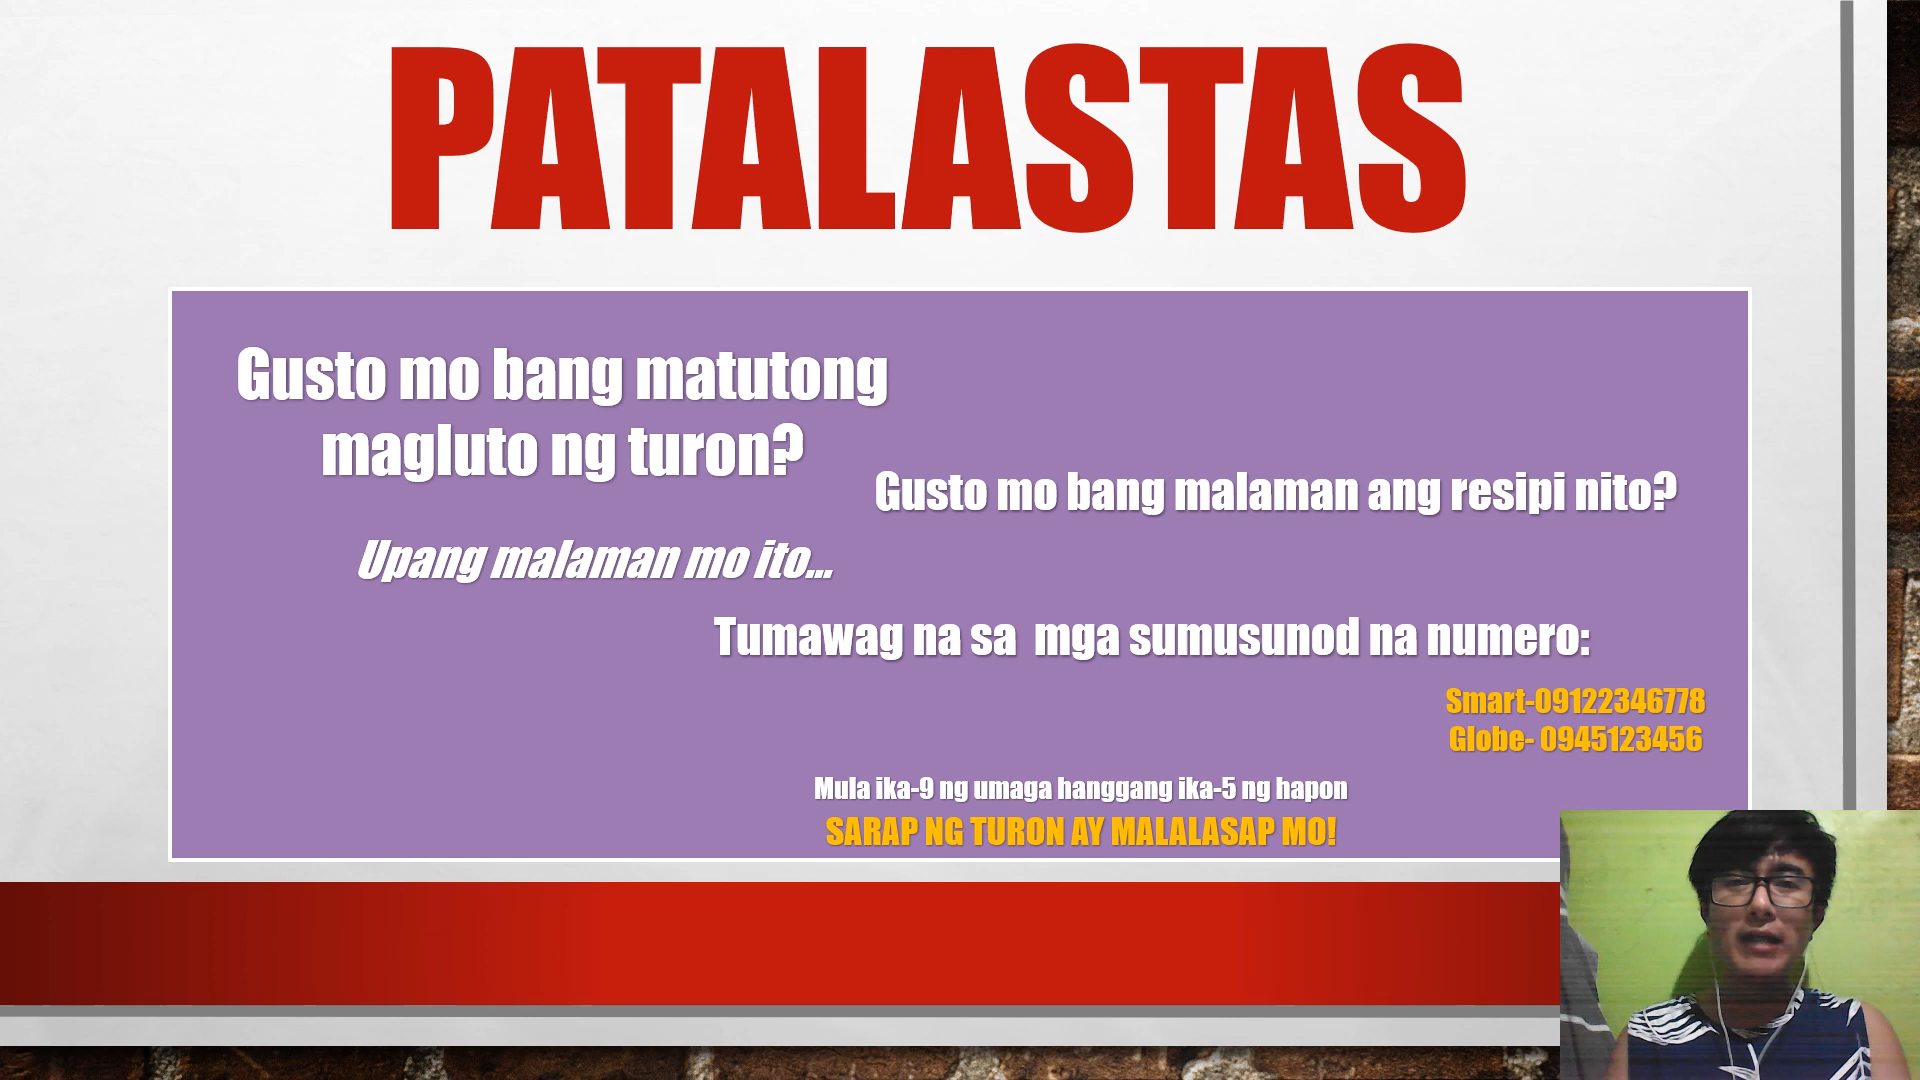 PATALASTAS
Gusto mo bang matutong
magluto ng turon?
Gusto mo bang malaman ang resipi nito?
Upang malaman mo ito...
Tumawag na sa  mga sumusunod na numero:
Smart-09122346778
Globe- 0945123456
Mula ika-9 ng umaga hanggang ika-5 ng hapon
SARAP NG TURON AY MALALASAP MO!